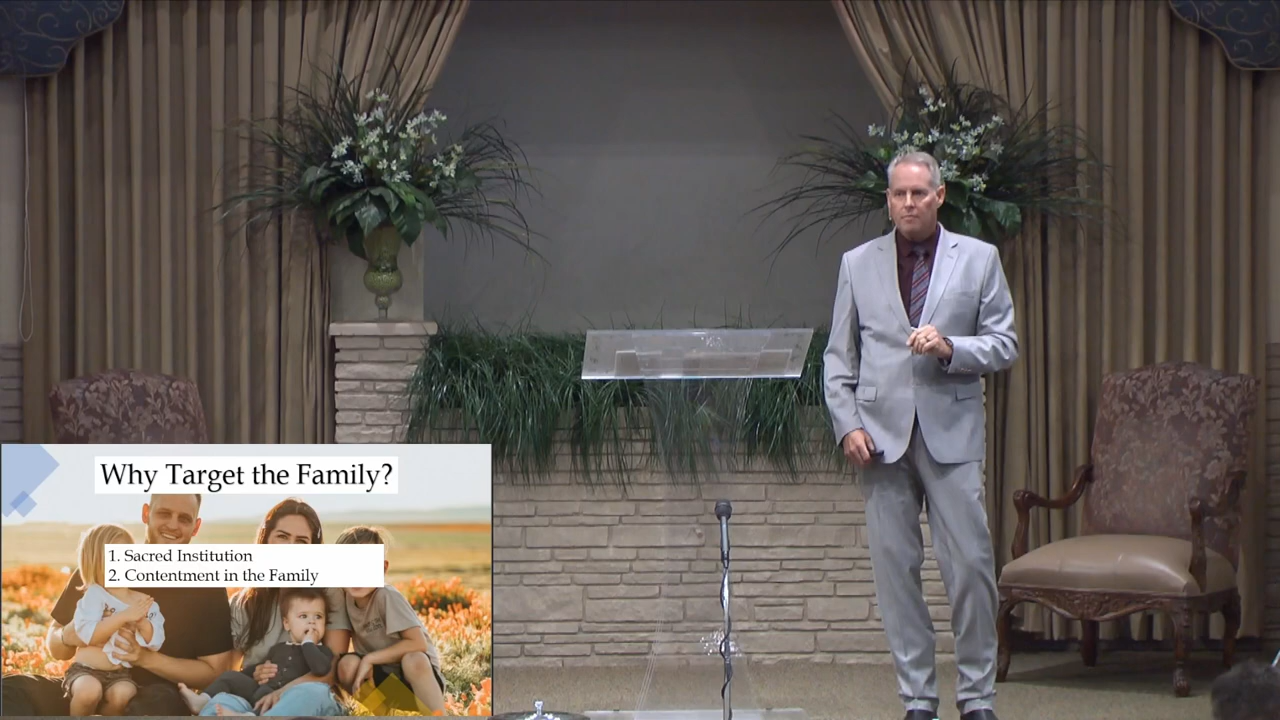 Why Target the Family?
1. Sacred Institution
2. Contentment in the Family